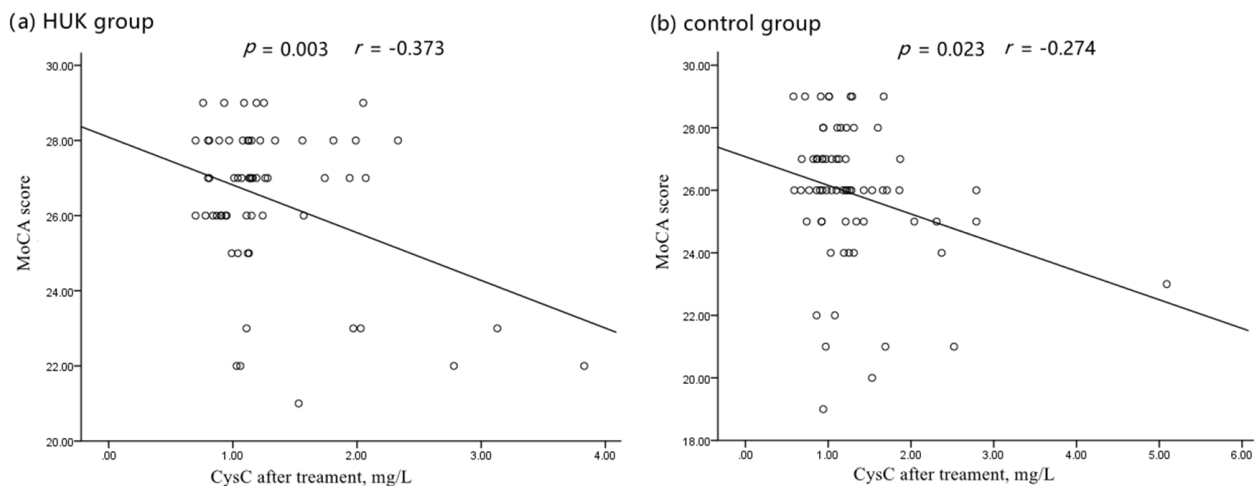 (a) HUK group
p = 0.003 r = -0.373
30.00
28.00
26.00
24.00
22.00
20.00
MoCA score
.00 1.00 2.00 3.00 4.00
CysC after treament, mg/L
(b) control group
p = 0.023 r = -0.274
30.00
28.00
26.00
24.00
22.00
20.00
18.00
MoCA score
.00 1.00 2.00 3.00 4.00 5.00 6.00
CysC after treament, mg/L